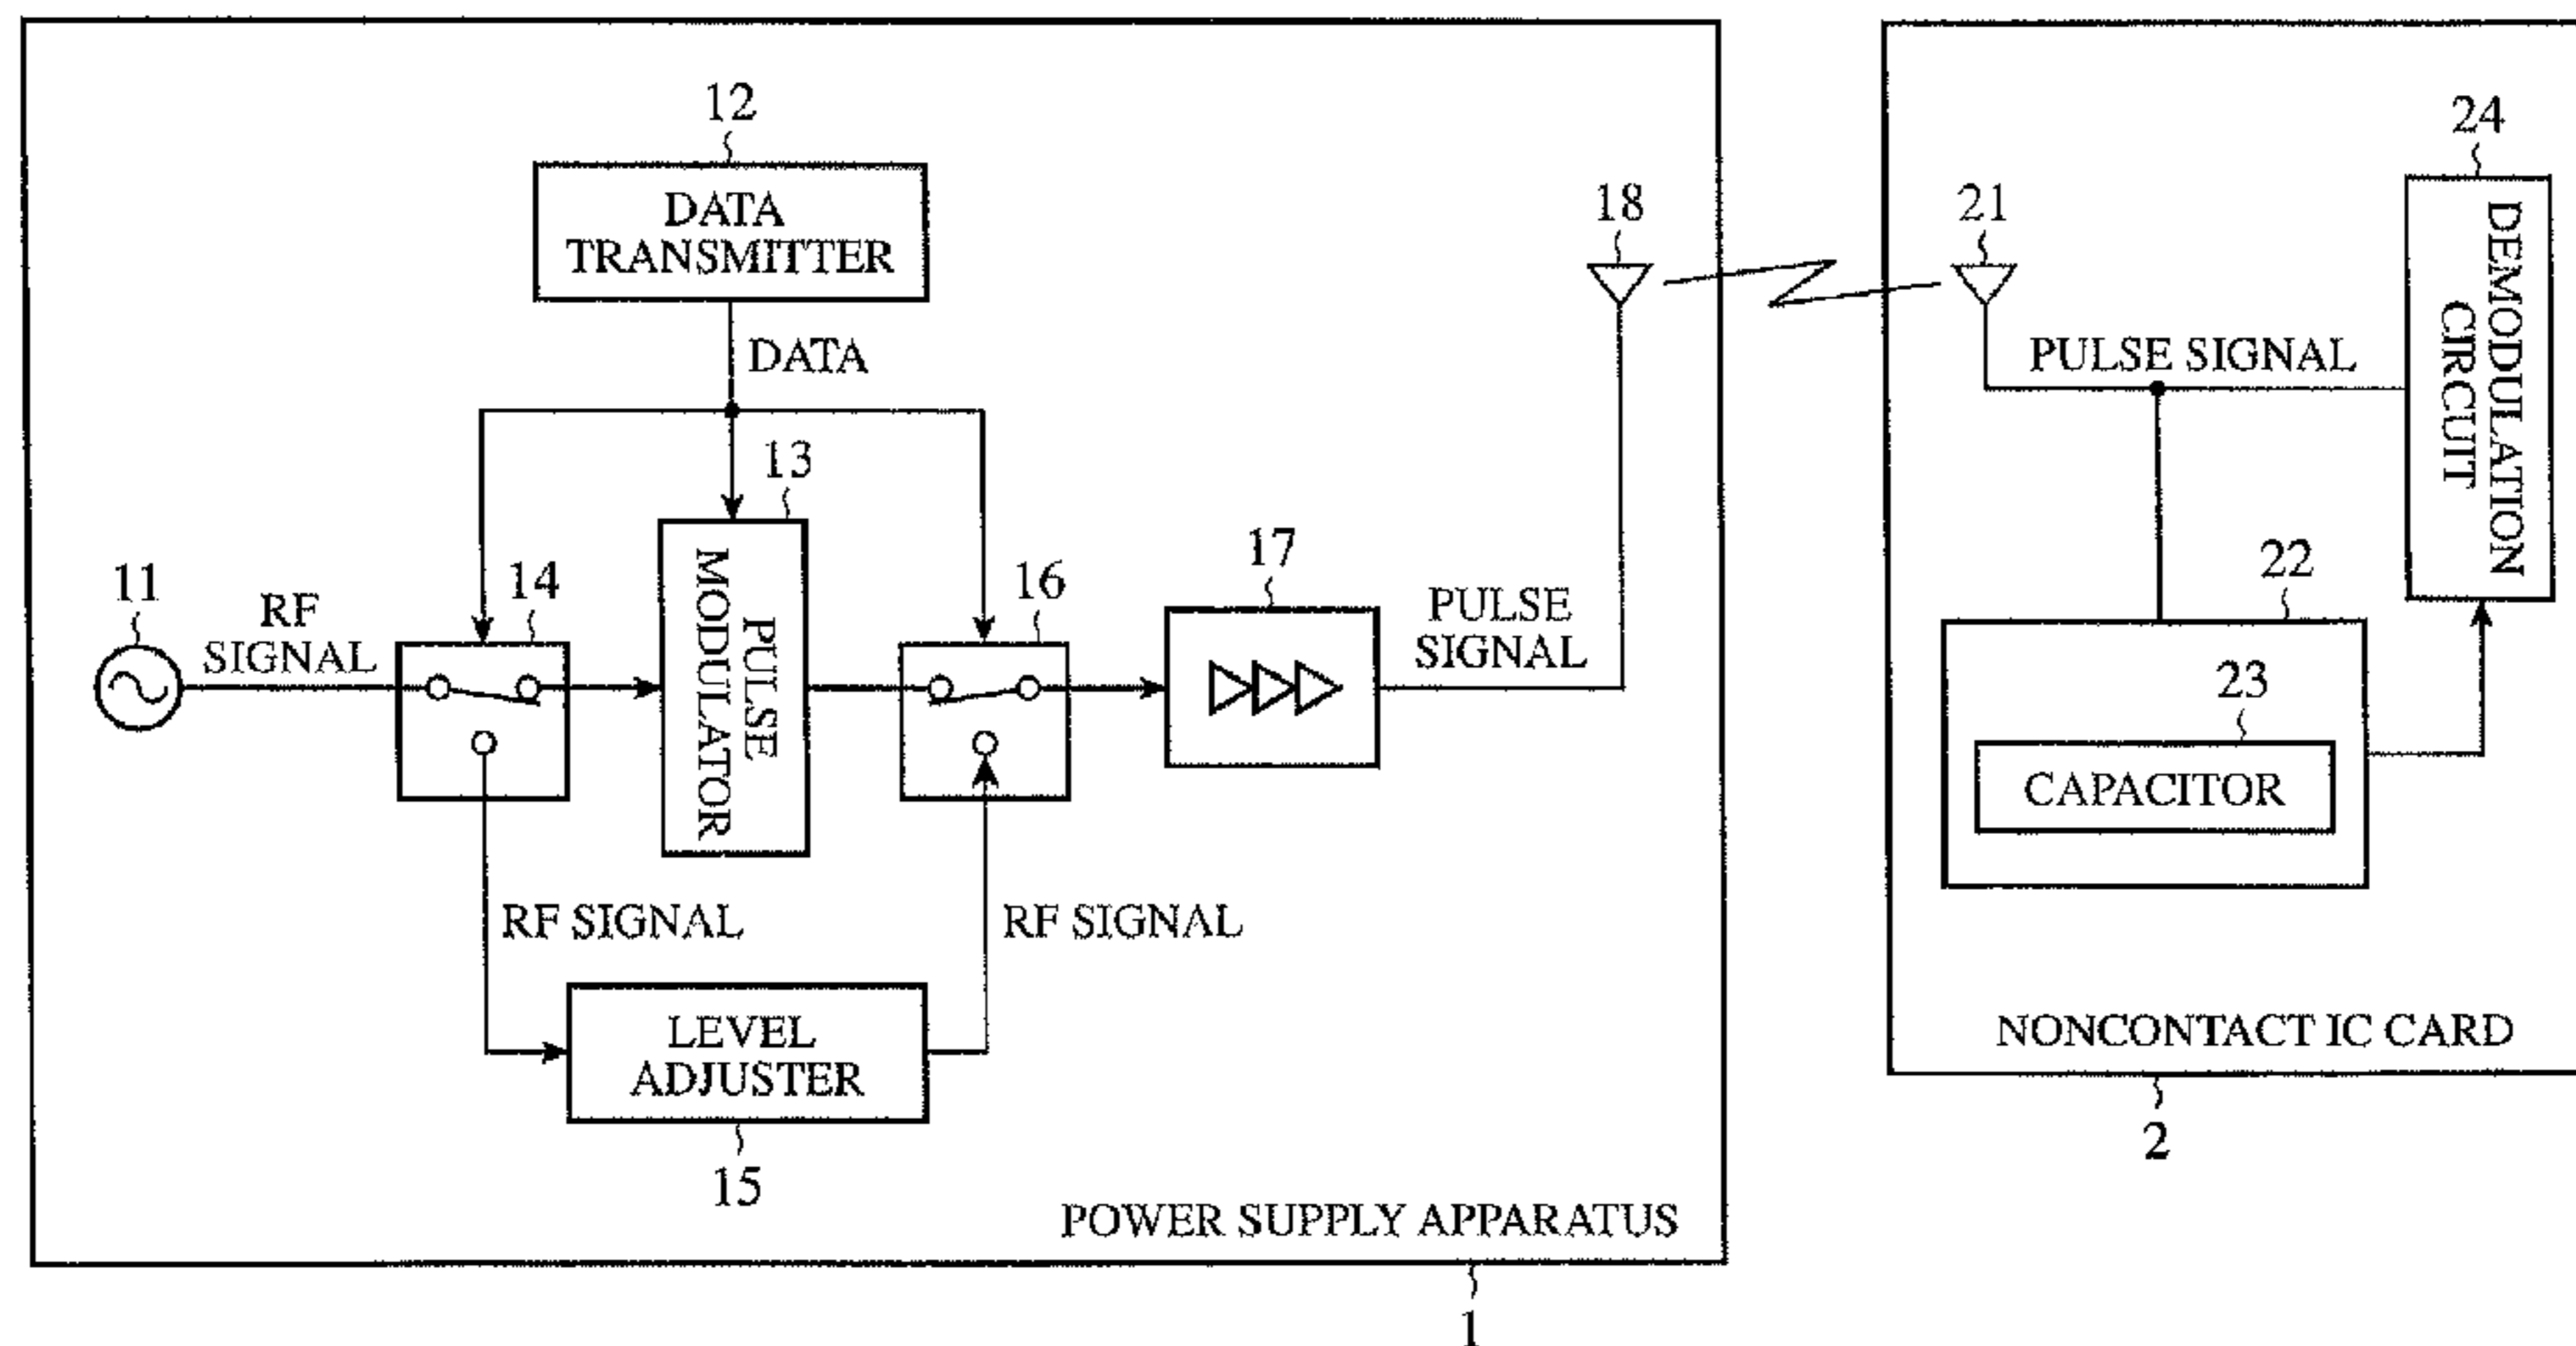 12
DATA
TRANSMITTER
DATA
13
PULSE
MODULATOR
11
RF
SIGNAL
14
16
17
PULSE
SIGNAL
18
RF SIGNAL
RF SIGNAL
LEVEL
ADJUSTER
15
POWER SUPPLY APPARATUS
1
21
24
PULSE SIGNAL
DEMODULATION
CIRCUIT
22
23
CAPACITOR
NONCONTACT IC CARD
2